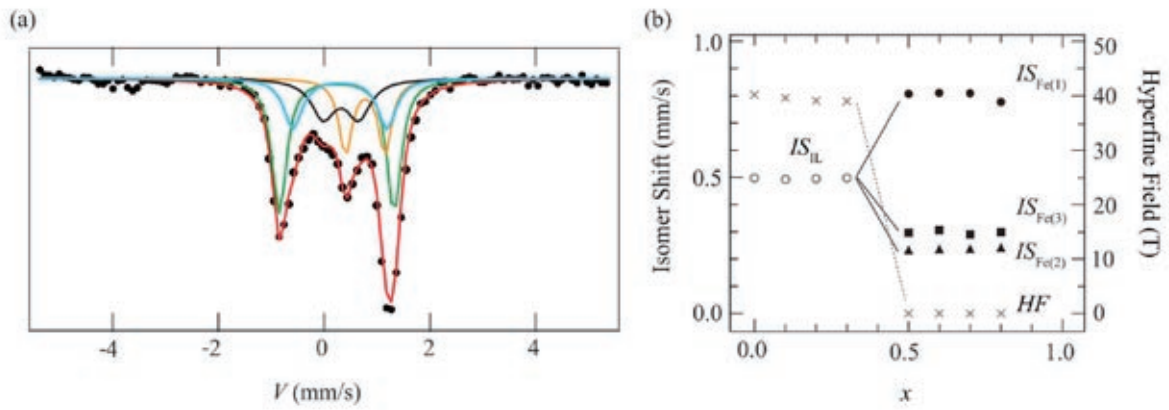 (a)
-4 -2 0 2 4
V (mm/s)
(b)
1.0
0.5
0.0
Isomer Shift (mm/s)
IS_IL
IS_Fe(1)
IS_Fe(3)
IS_Fe(2)
HF
50
40
30
20
10
0
Hyperfine Field (T)
0.0 0.5 1.0
x